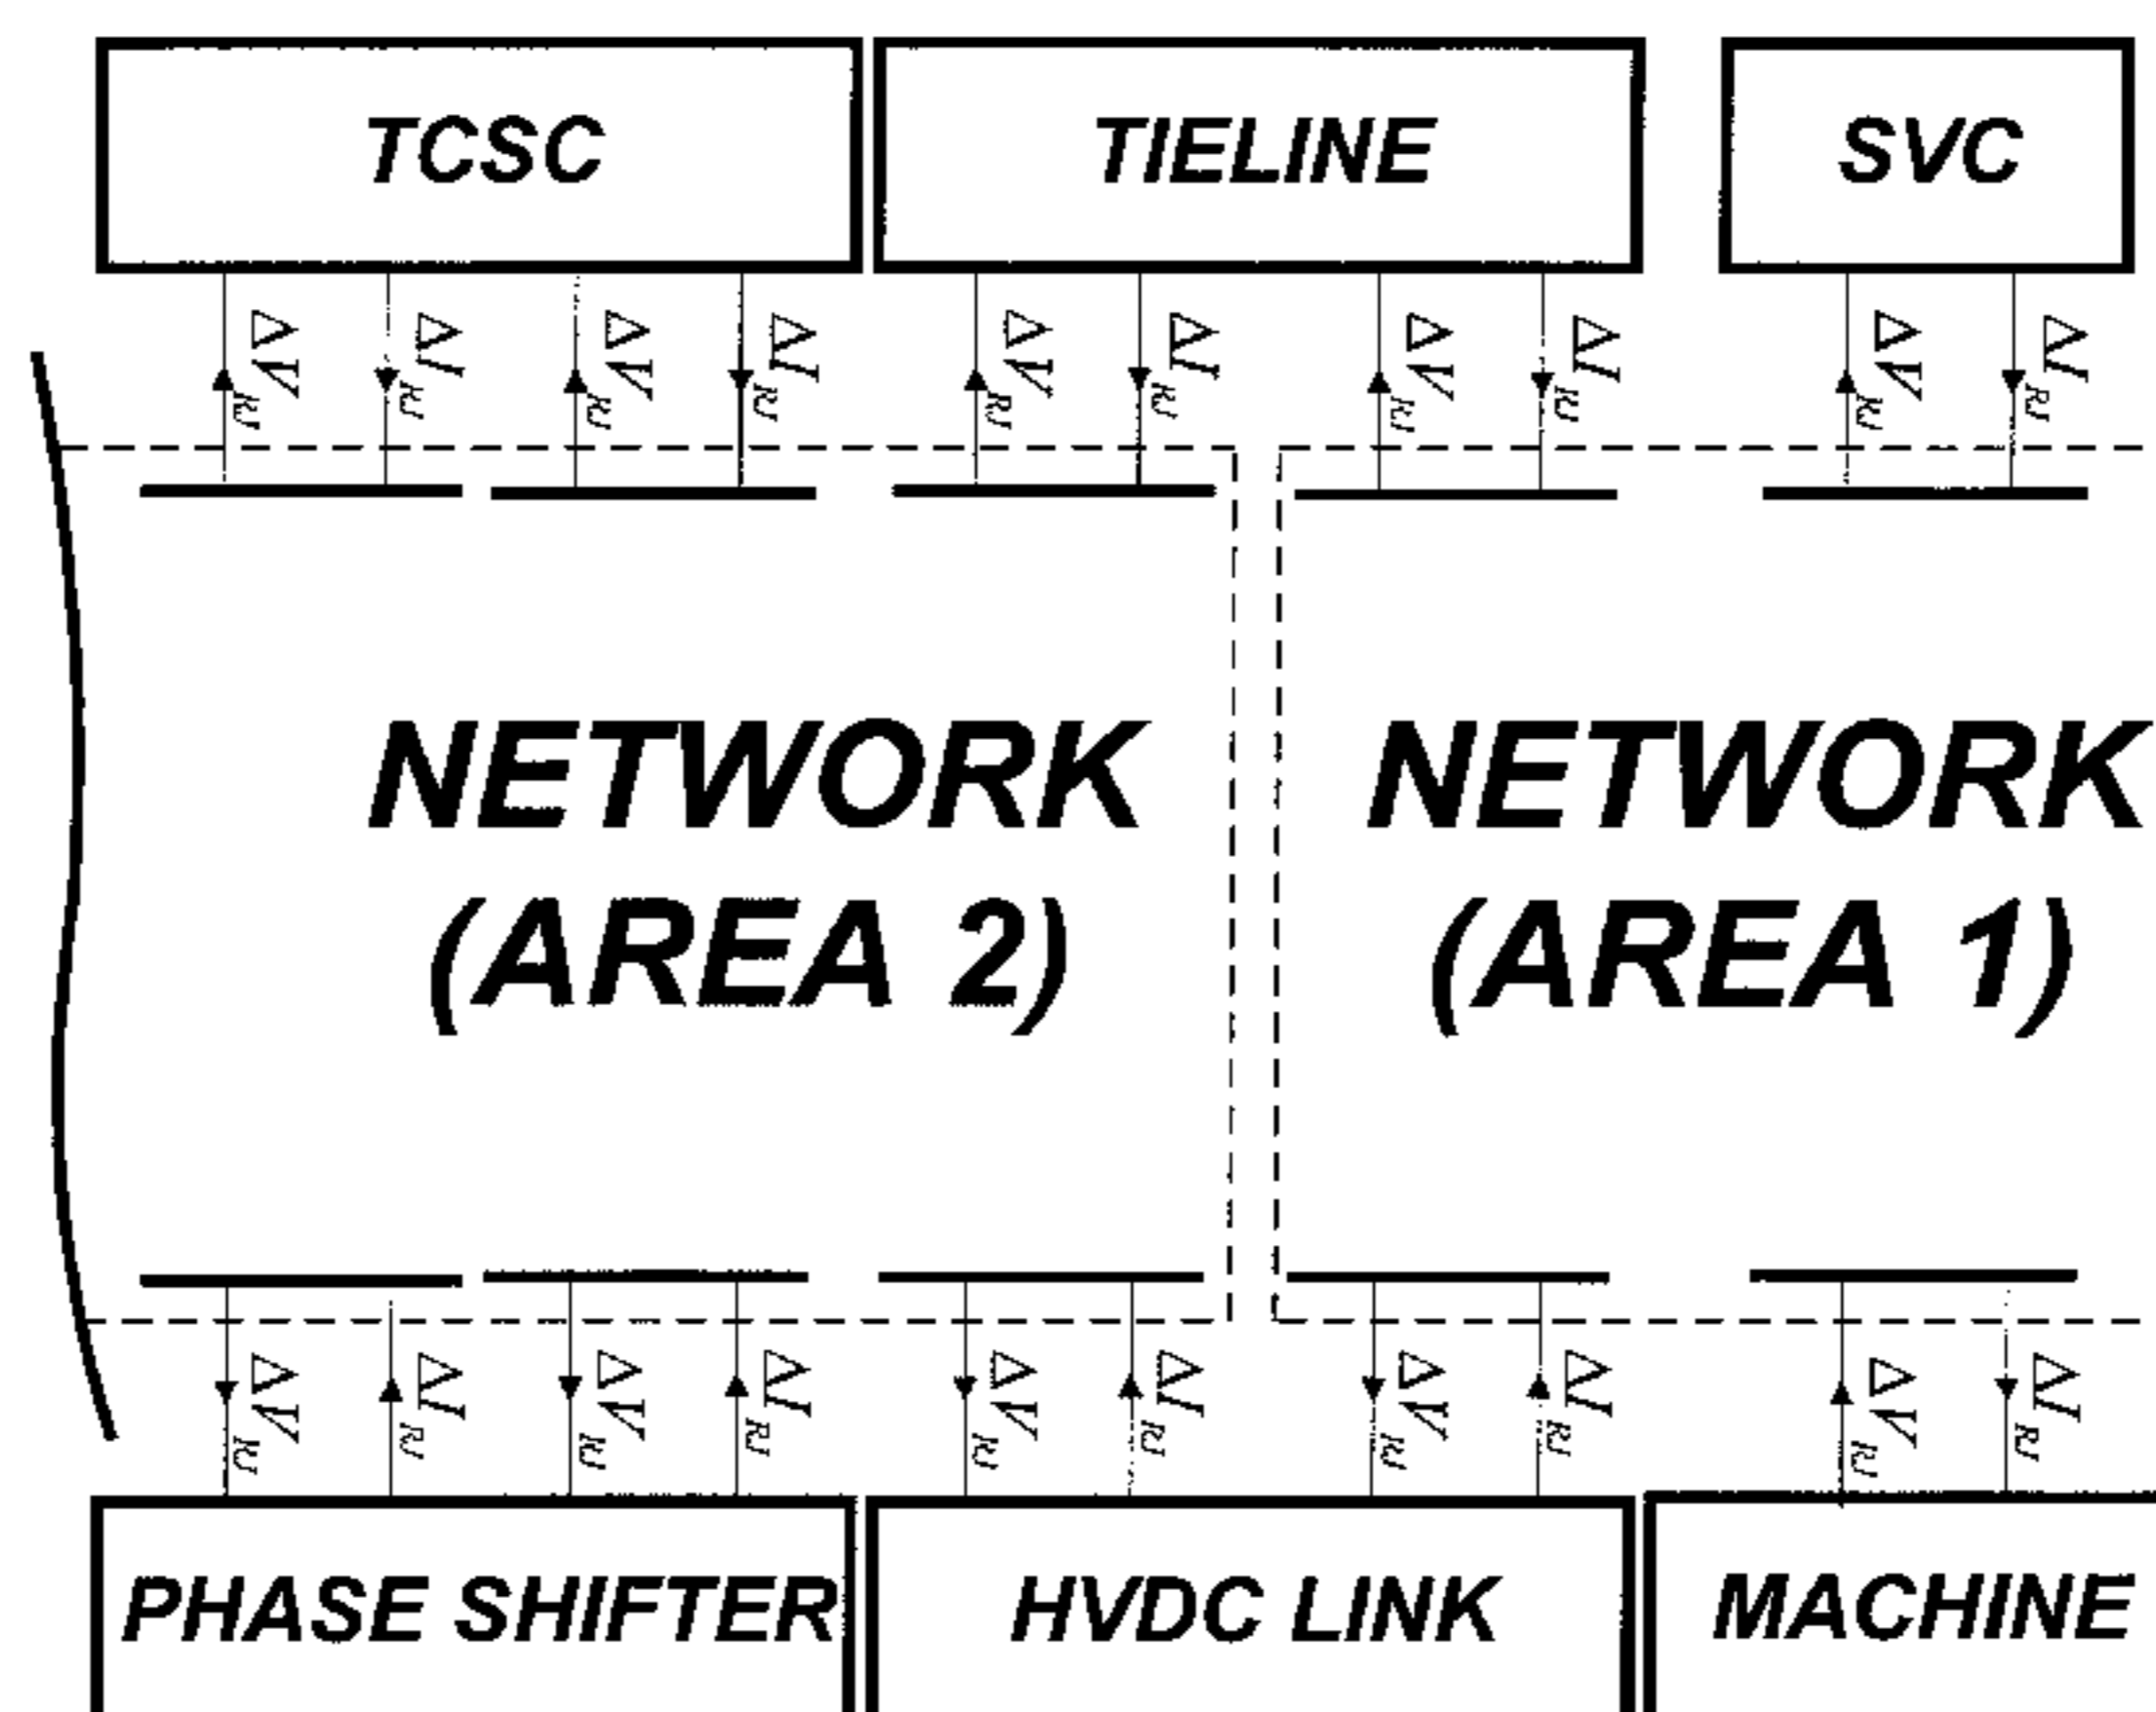 TCSC TIELINE SVC
ΔV_RJ ΔI_RJ ΔV_RJ ΔI_RJ ΔV_RJ ΔI_RJ ΔV_RJ ΔI_RJ ΔV_RJ ΔI_RJ
NETWORK
(AREA 2)
NETWORK
(AREA 1)
ΔV_RJ ΔI_RJ ΔV_RJ ΔI_RJ ΔV_RJ ΔI_RJ ΔV_RJ ΔI_RJ ΔV_RJ ΔI_RJ
PHASE SHIFTER HVDC LINK MACHINE